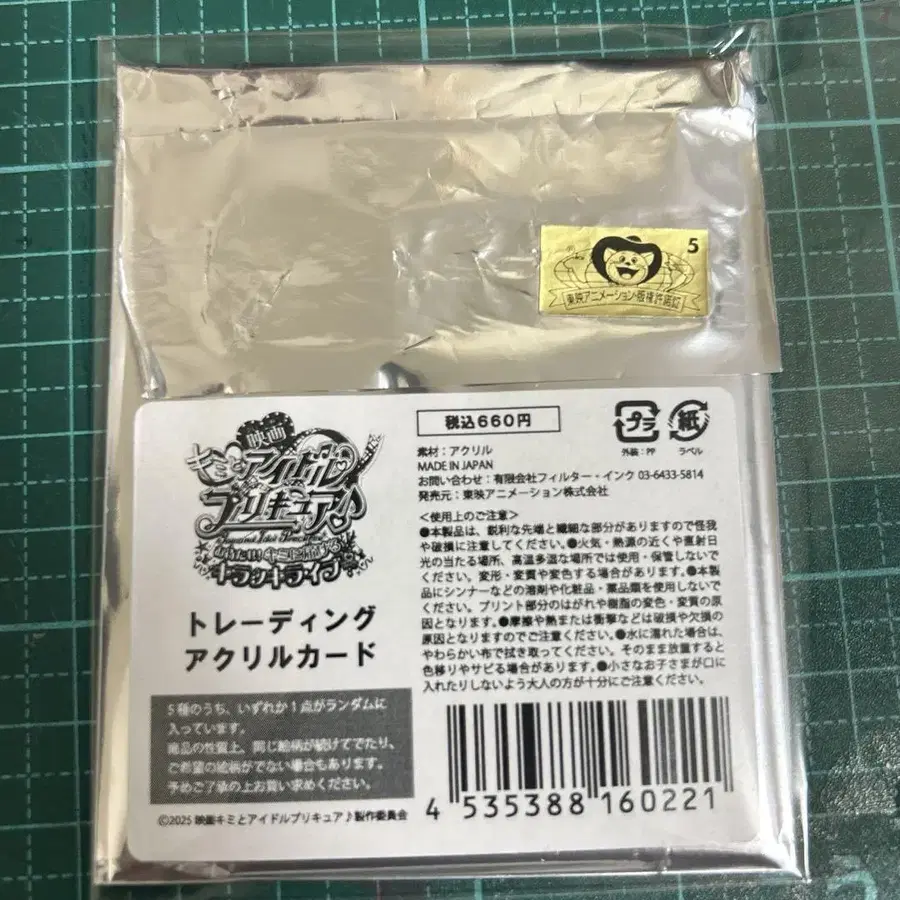 5
東映アニメーション・版権許諾証
映画
キミとアイドル
プリキュア♪
お待たせ!キミに届ける
キラッキライブ
トレーディング
アクリルカード
5種のうち、いずれか1点がランダムに
入っています。
商品の性質上、同じ絵柄が続けてでたり、
ご希望の絵柄がでない場合もあります。
予めご了承の上お買い求めください。
©2025 映画キミとアイドルプリキュア♪製作委員会
税込660円
プラ
外装:PP
紙
ラベル
素材:アクリル
MADE IN JAPAN
お問い合わせ:有限会社フィルター・インク 03-6433-5814
発売元:東映アニメーション株式会社
<使用上のご注意>
●本製品は、鋭利な先端と繊細な部分がありますので怪我
や破損に注意してください。●火気・熱源の近くや直射日
光の当たる場所、高温多湿な場所では使用・保管しないで
ください。変形・変質や変色する場合があります。●本製
品にシンナーなどの溶剤や化粧品・薬品類を使用しないで
ください。プリント部分のはがれや樹脂の変色・変質の原
因となります。●摩擦や熱または衝撃などは破損や欠損の
原因となりますのでご注意ください。●水に濡れた場合は、
やわらかい布で拭き取ってください。そのまま放置すると
色移りやサビる場合があります。●小さなお子さまが口に
入れたりしないよう大人の方が十分にご注意ください。
4 535388 160221